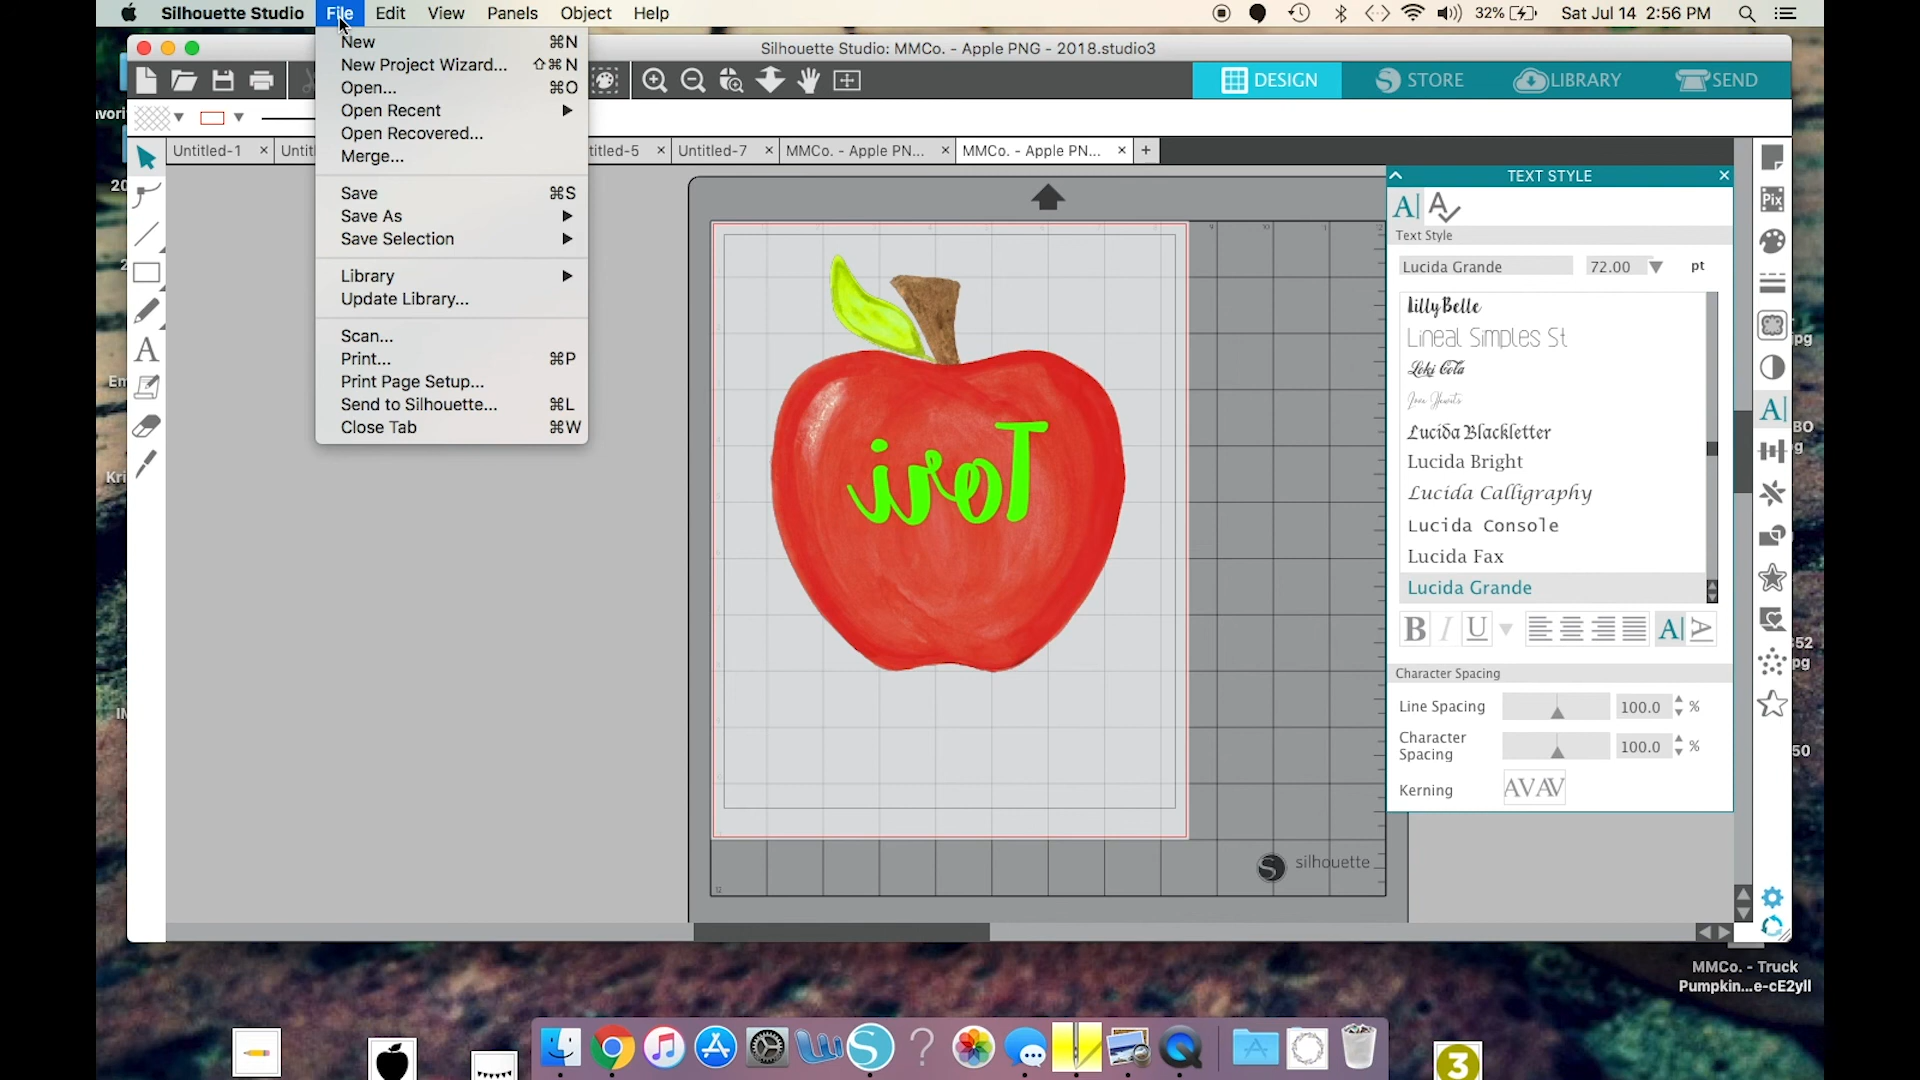 Silhouette Studio File Edit View Panels Object Help 32% Sat Jul 14 2:56 PM
Silhouette Studio: MMCo. - Apple PNG - 2018.studio3
New ⌘N
New Project Wizard... ⇧⌘N
Open... ⌘O
Open Recent
Open Recovered...
Merge...
Save ⌘S
Save As
Save Selection
Library
Update Library...
Scan...
Print... ⌘P
Print Page Setup...
Send to Silhouette... ⌘L
Close Tab ⌘W
DESIGN STORE LIBRARY SEND
Untitled-1 Untit titled-5 Untitled-7 MMCo. - Apple PN... MMCo. - Apple PN...
Tori
silhouette
TEXT STYLE
Text Style
Lucida Grande 72.00 pt
Lilly Belle
Lineal Simples St
Loki Cola
Lucida Blackletter
Lucida Bright
Lucida Calligraphy
Lucida Console
Lucida Fax
Lucida Grande
B I U
Character Spacing
Line Spacing 100.0 %
Character
Spacing 100.0 %
Kerning AV AV
Pix
MMCo. - Truck
Pumpkin...e-cE2yll
3